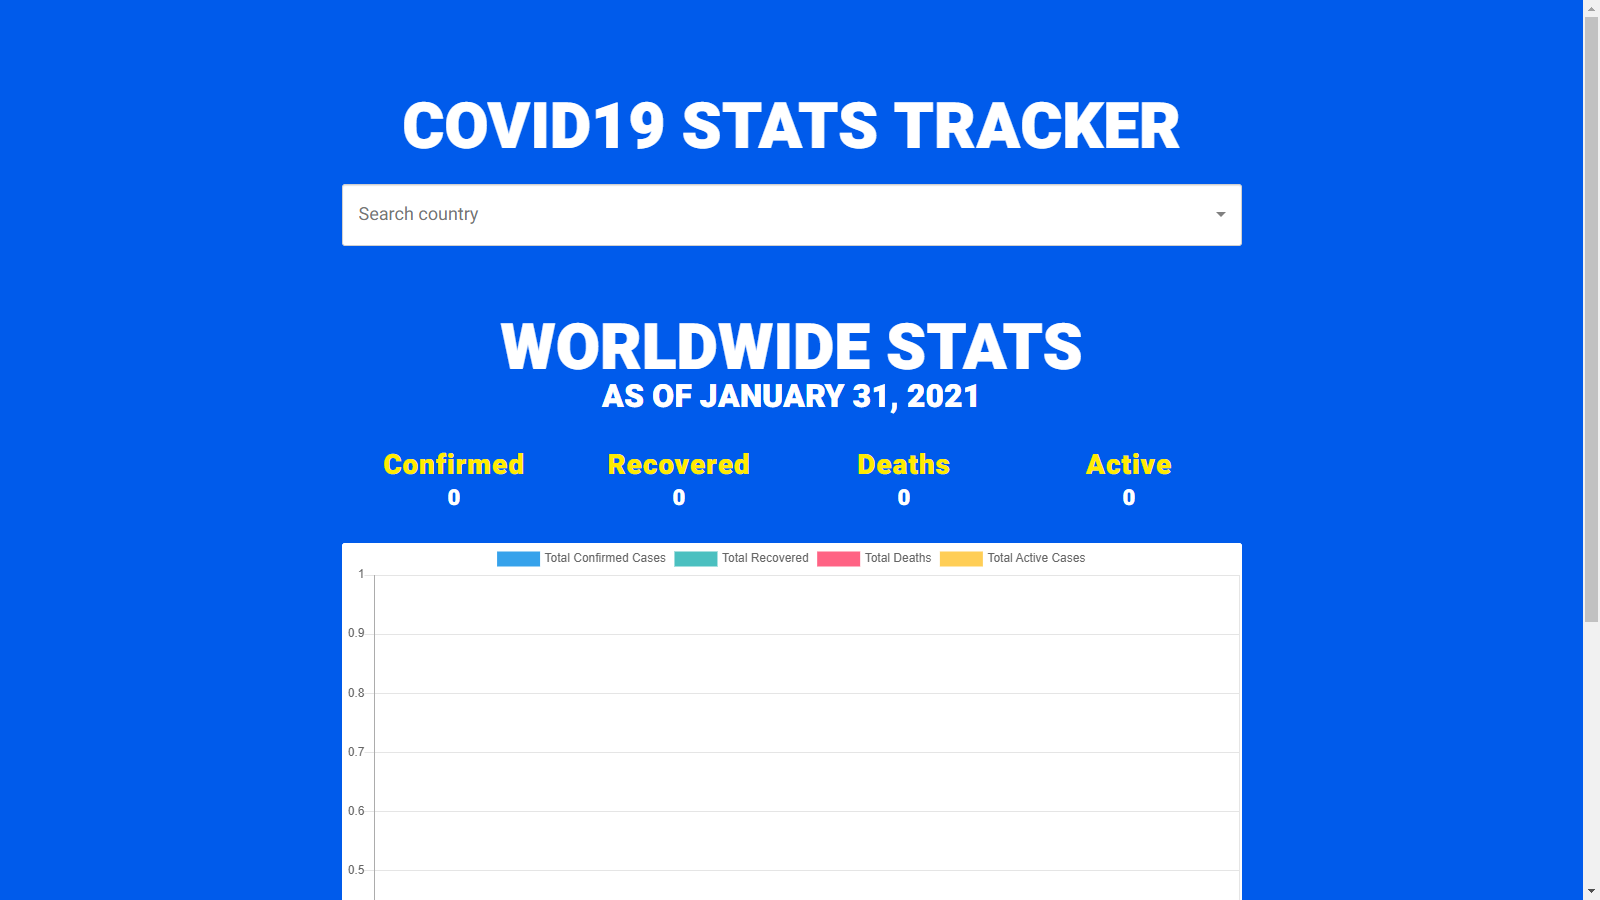 COVID19 STATS TRACKER
Search country
WORLDWIDE STATS
AS OF JANUARY 31, 2021
Confirmed Recovered Deaths Active
0 0 0 0
Total Confirmed Cases Total Recovered Total Deaths Total Active Cases
1
0.9
0.8
0.7
0.6
0.5